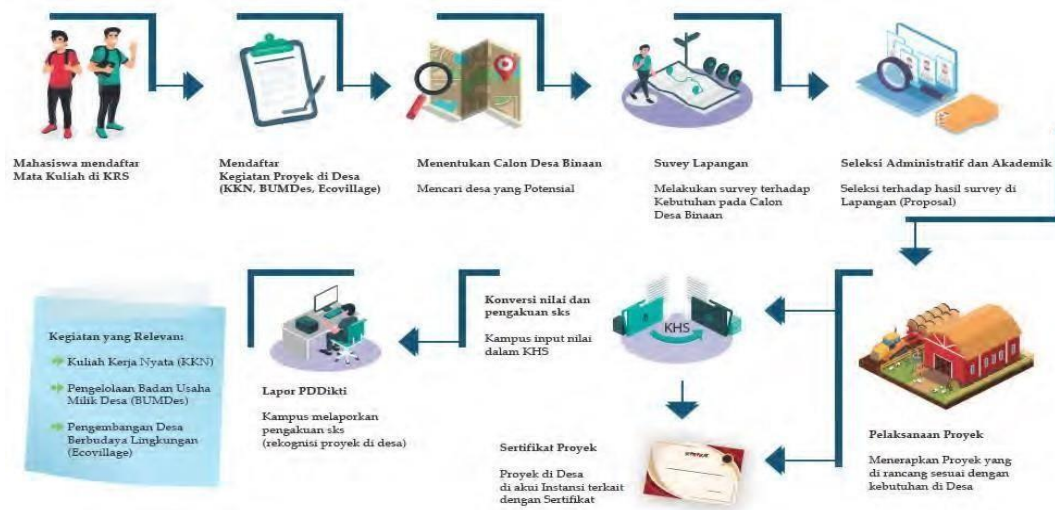 Mahasiswa mendaftar
Mata Kuliah di KRS
Mendaftar
Kegiatan Proyek di Desa
(KKN, BUMDes, Ecovillage)
Menentukan Calon Desa Binaan
Mencari desa yang Potensial
Suvey Lapangan
Melakukan survey terhadap
Kebutuhan pada Calon
Desa Binaan
Seleksi Administratif dan Akademik
Seleksi terhadap hasil survey di
Lapangan (Proposal)
Pelaksanaan Proyek
Menerapkan Proyek yang
di rancang sesuai dengan
kebutuhan di Desa
Konversi nilai dan
pengakuan sks
Kampus input nilai
dalam KHS
KHS
Sertifikat Proyek
Proyek di Desa
di akui Instansi terkait
dengan Sertifikat
Lapor PDDikti
Kampus melaporkan
pengakuan sks
(rekognisi proyek di desa)
Kegiatan yang Relevan:
Kuliah Kerja Nyata (KKN)
Pengelolaan Badan Usaha
Milik Desa (BUMDes)
Pengembangan Desa
Berbudaya Lingkungan
(Ecovillage)